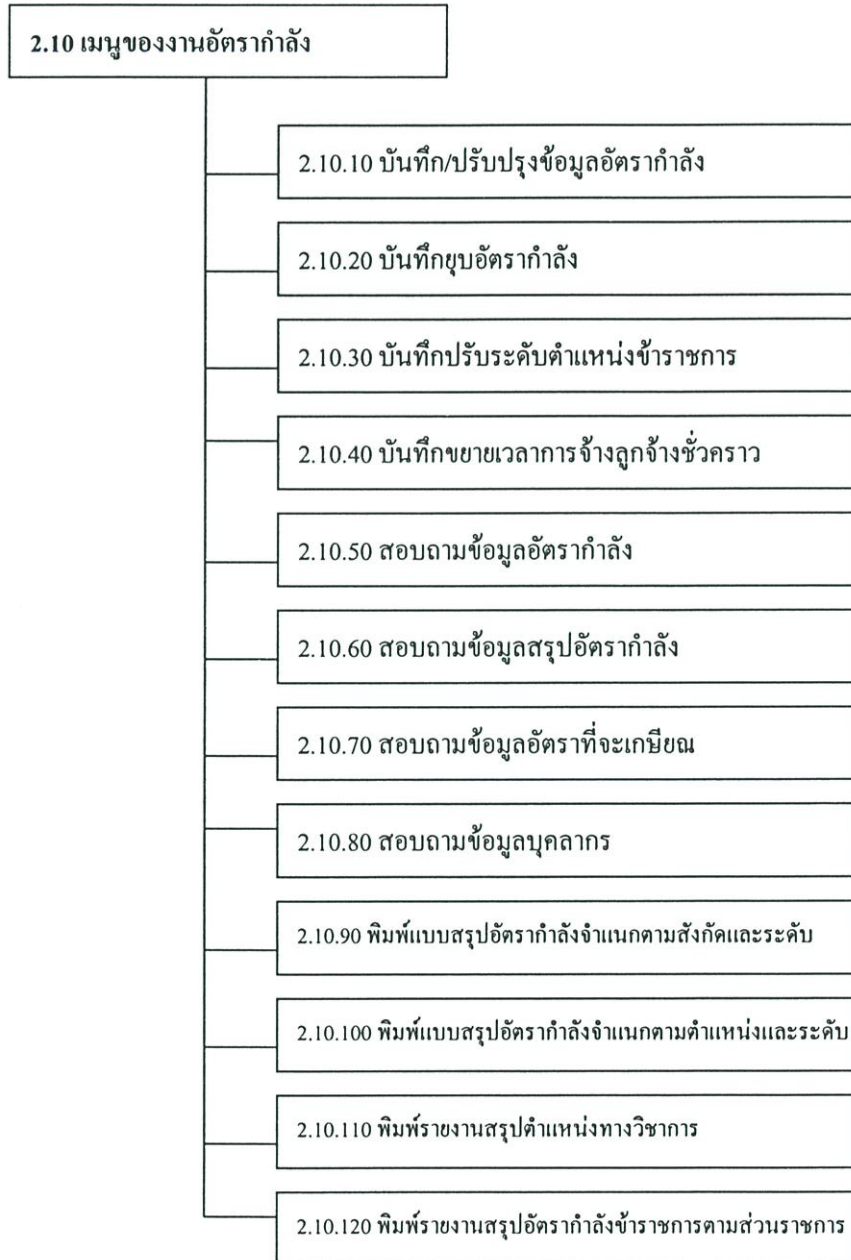 2.10 เมนูของงานอัตรากำลัง
2.10.10 บันทึก/ปรับปรุงข้อมูลอัตรากำลัง
2.10.20 บันทึกยุบอัตรากำลัง
2.10.30 บันทึกปรับระดับตำแหน่งข้าราชการ
2.10.40 บันทึกขยายเวลาการจ้างลูกจ้างชั่วคราว
2.10.50 สอบถามข้อมูลอัตรากำลัง
2.10.60 สอบถามข้อมูลสรุปอัตรากำลัง
2.10.70 สอบถามข้อมูลอัตราที่จะเกษียณ
2.10.80 สอบถามข้อมูลบุคลากร
2.10.90 พิมพ์แบบสรุปอัตรากำลังจำแนกตามสังกัดและระดับ
2.10.100 พิมพ์แบบสรุปอัตรากำลังจำแนกตามตำแหน่งและระดับ
2.10.110 พิมพ์รายงานสรุปตำแหน่งทางวิชาการ
2.10.120 พิมพ์รายงานสรุปอัตรากำลังข้าราชการตามส่วนราชการ